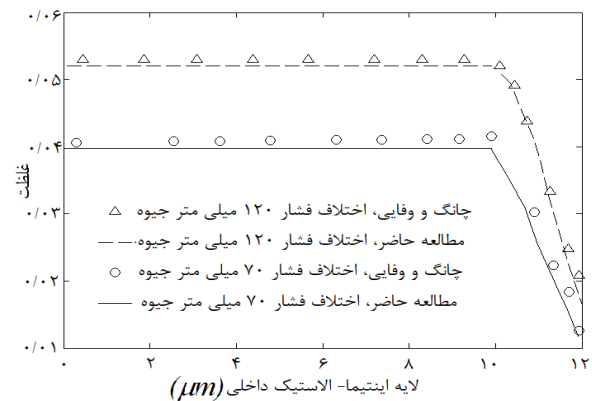 ۰/۰۶
۰/۰۵
۰/۰۴
۰/۰۳
۰/۰۲
۰/۰۱
غلظت
چانگ و وفایی، اختلاف فشار ۱۲۰ میلی متر جیوه
مطالعه حاضر، اختلاف فشار ۱۲۰ میلی متر جیوه
چانگ و وفایی، اختلاف فشار ۷۰ میلی متر جیوه
مطالعه حاضر، اختلاف فشار ۷۰ میلی متر جیوه
۰ ۲ ۴ ۶ ۸ ۱۰ ۱۲
لایه اینتیما- الاستیک داخلی (μm)